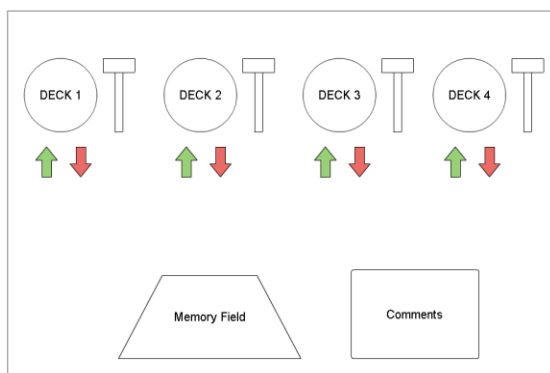 DECK 1
DECK 2
DECK 3
DECK 4
Memory Field
Comments